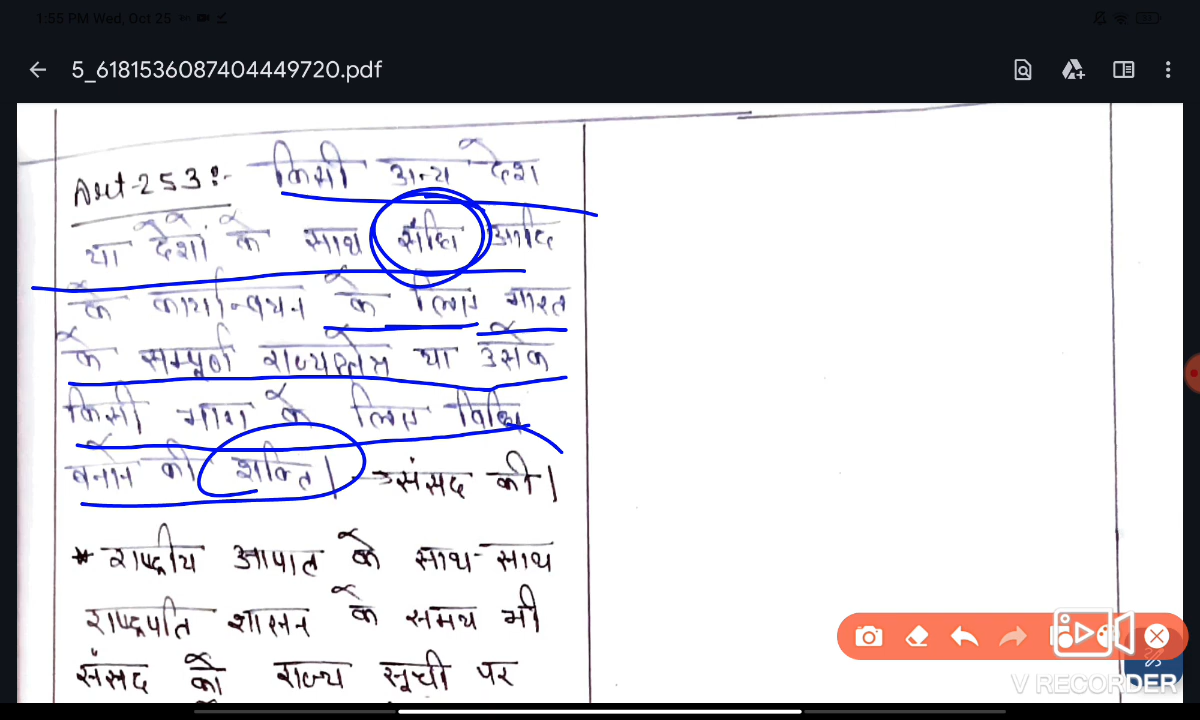 1:55 PM Wed, Oct 25
5_6181536087404449720.pdf
Art-253:- किसी अन्य देश
या देशों के साथ संधि आदि
के कार्यान्वयन के लिए भारत
के सम्पूर्ण राज्यक्षेत्र या उसके
किसी भाग के लिए विधि
बनाने की शक्ति। → संसद की।
* राष्ट्रीय आपात के साथ-साथ
राष्ट्रपति शासन के समय भी
संसद को राज्य सूची पर
V RECORDER